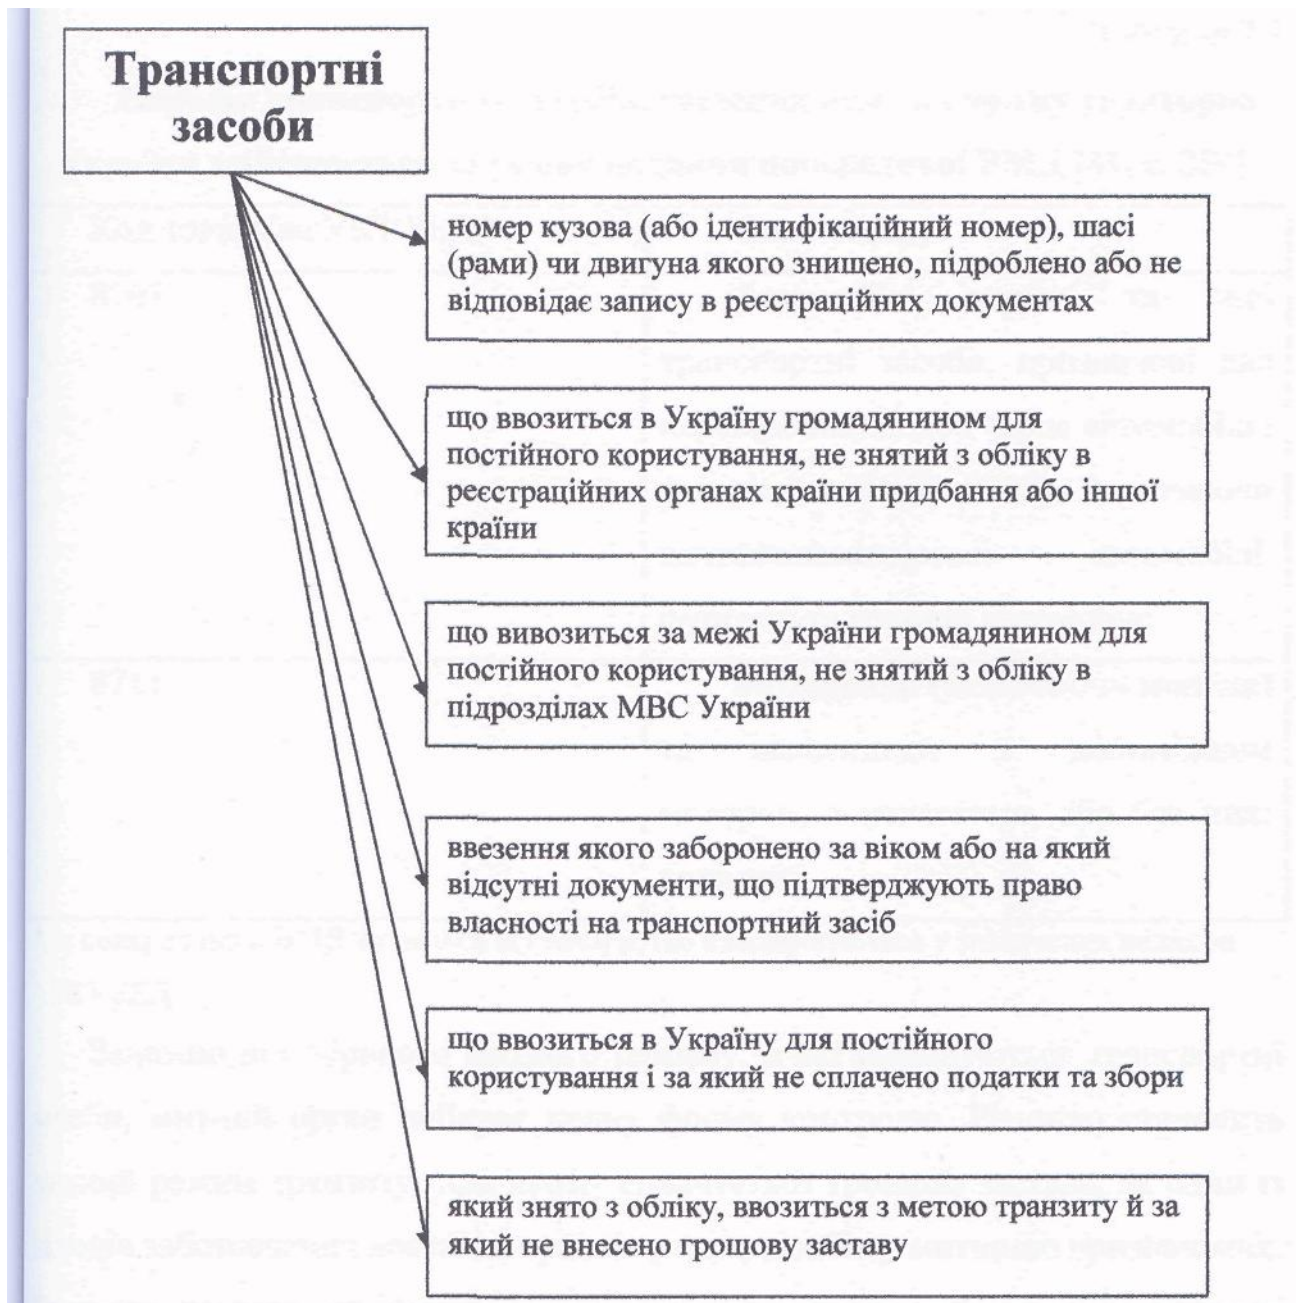 Транспортні
засоби
номер кузова (або ідентифікаційний номер), шасі
(рами) чи двигуна якого знищено, підроблено або не
відповідає запису в реєстраційних документах
що ввозиться в Україну громадянином для
постійного користування, не знятий з обліку в
реєстраційних органах країни придбання або іншої
країни
що вивозиться за межі України громадянином для
постійного користування, не знятий з обліку в
підрозділах МВС України
ввезення якого заборонено за віком або на який
відсутні документи, що підтверджують право
власності на транспортний засіб
що ввозиться в Україну для постійного
користування і за який не сплачено податки та збори
який знято з обліку, ввозиться з метою транзиту й за
який не внесено грошову заставу